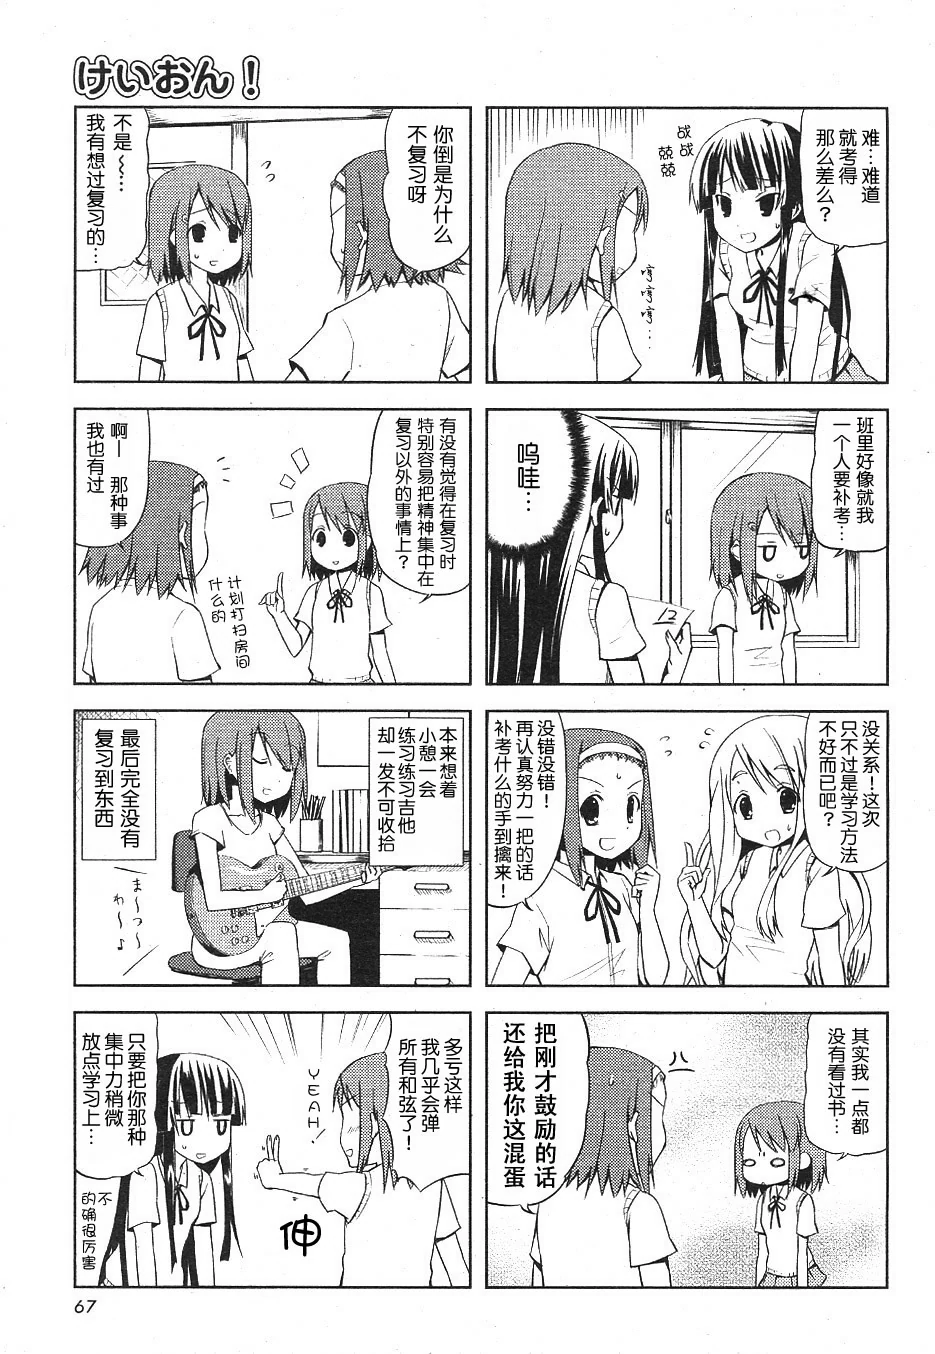 けいおん！
难…难道
就考得
那么差么？
战战
兢兢
哼哼哼…
班里好像就我
一个人要补考…
呜哇…
12
没关系！这次
只不过是学习方法
不好而已吧？
没错没错！
再认真努力一把的话
补考什么的手到擒来！
其实我一点都
没有看过书…
把刚才鼓励的话
还给我你这混蛋
你倒是为什么
不复习呀
不是～…
我有想过复习的…
有没有觉得在复习时
特别容易把精神集中在
复习以外的事情上？
计划打扫房间
什么的
啊— 那种事
我也有过
本来想着
小憩一会
练习练习吉他
却一发不可收拾
最后完全没有
复习到东西
ま～っ
わ～♪
多亏这样
我几乎会弹
所有和弦了！
YEAH!
伸
只要把你那种
集中力稍微
放点学习上…
不
的确很厉害
67